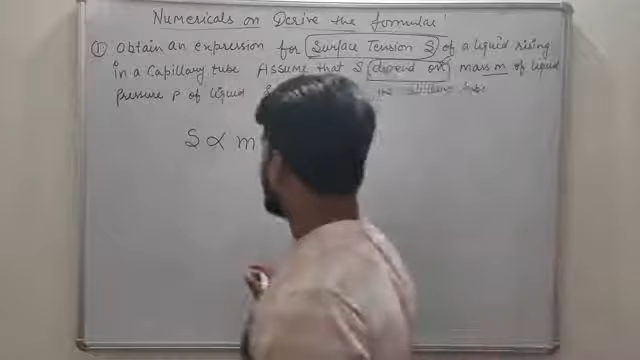 Numericals on Derive the formulae
① Obtain an expression for Surface Tension S of a liquid rising
in a Capillary tube Assume that S depend on mass m of liquid
pressure P of liquid the
S ∝ m